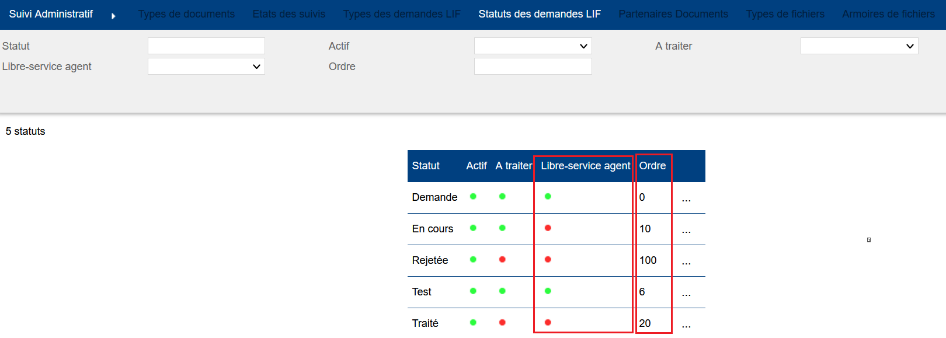 Suivi Administratif Types de documents Etats des suivis Types des demandes LIF Statuts des demandes LIF Partenaires Documents Types de fichiers Armoires de fichiers
Statut Actif A traiter
Libre-service agent Ordre
5 statuts
Statut Actif A traiter Libre-service agent Ordre
Demande 0 ...
En cours 10 ...
Rejetée 100 ...
Test 6 ...
Traité 20 ...